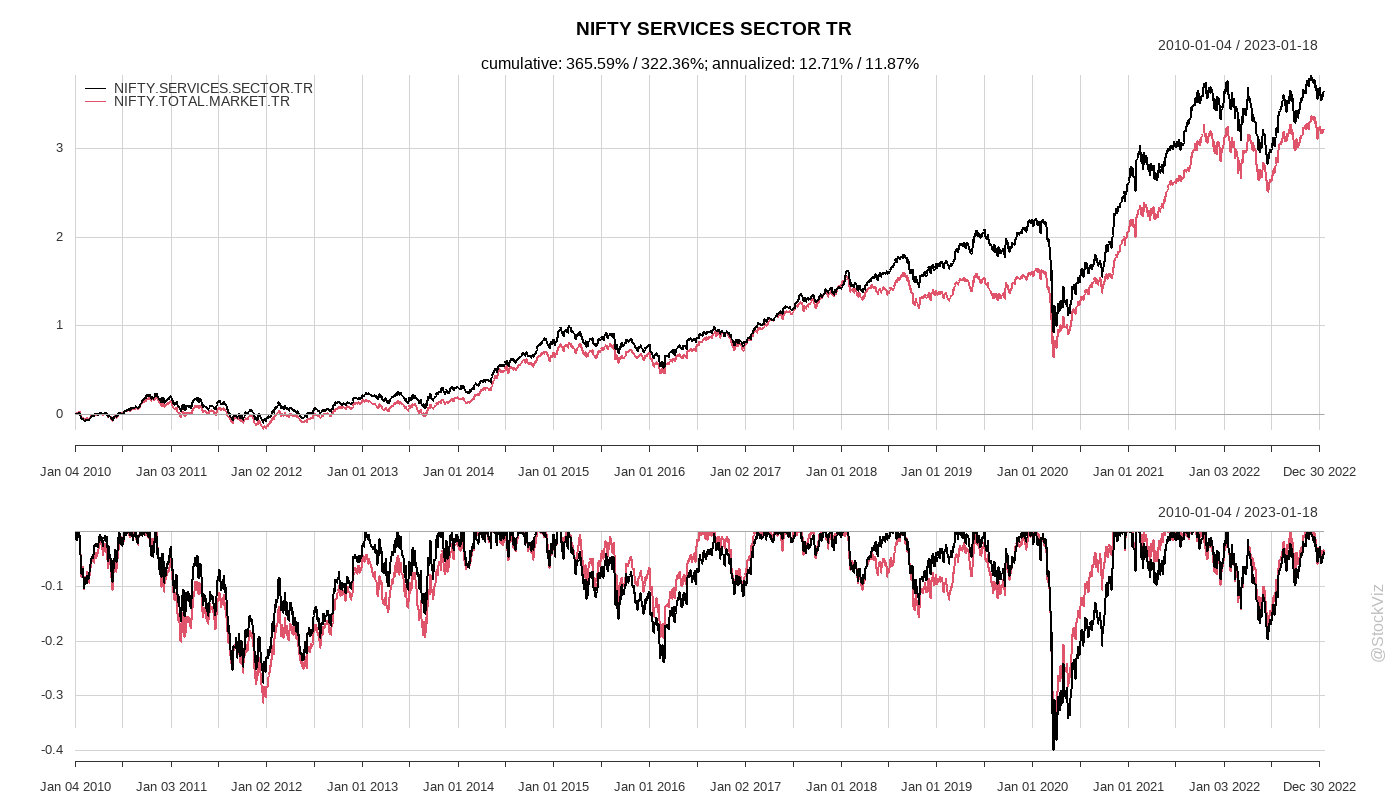 NIFTY SERVICES SECTOR TR
2010-01-04 / 2023-01-18
cumulative: 365.59% / 322.36%; annualized: 12.71% / 11.87%
NIFTY.SERVICES.SECTOR.TR
NIFTY.TOTAL.MARKET.TR
3
2
1
0
Jan 04 2010 Jan 03 2011 Jan 02 2012 Jan 01 2013 Jan 01 2014 Jan 01 2015 Jan 01 2016 Jan 02 2017 Jan 01 2018 Jan 01 2019 Jan 01 2020 Jan 01 2021 Jan 03 2022 Dec 30 2022
2010-01-04 / 2023-01-18
-0.1
-0.2
-0.3
-0.4
Jan 04 2010 Jan 03 2011 Jan 02 2012 Jan 01 2013 Jan 01 2014 Jan 01 2015 Jan 01 2016 Jan 02 2017 Jan 01 2018 Jan 01 2019 Jan 01 2020 Jan 01 2021 Jan 03 2022 Dec 30 2022
@StockViz